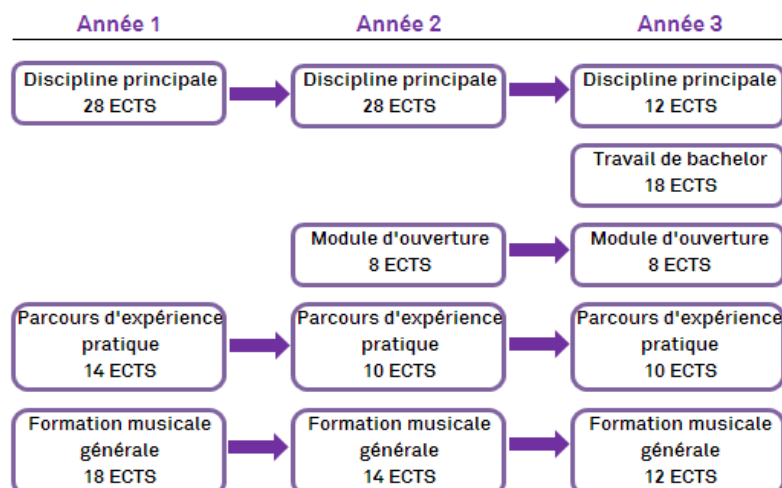 Année 1 Année 2 Année 3
Discipline principale
28 ECTS
Discipline principale
28 ECTS
Discipline principale
12 ECTS
Travail de bachelor
18 ECTS
Module d'ouverture
8 ECTS
Module d'ouverture
8 ECTS
Parcours d'expérience
pratique
14 ECTS
Parcours d'expérience
pratique
10 ECTS
Parcours d'expérience
pratique
10 ECTS
Formation musicale
générale
18 ECTS
Formation musicale
générale
14 ECTS
Formation musicale
générale
12 ECTS